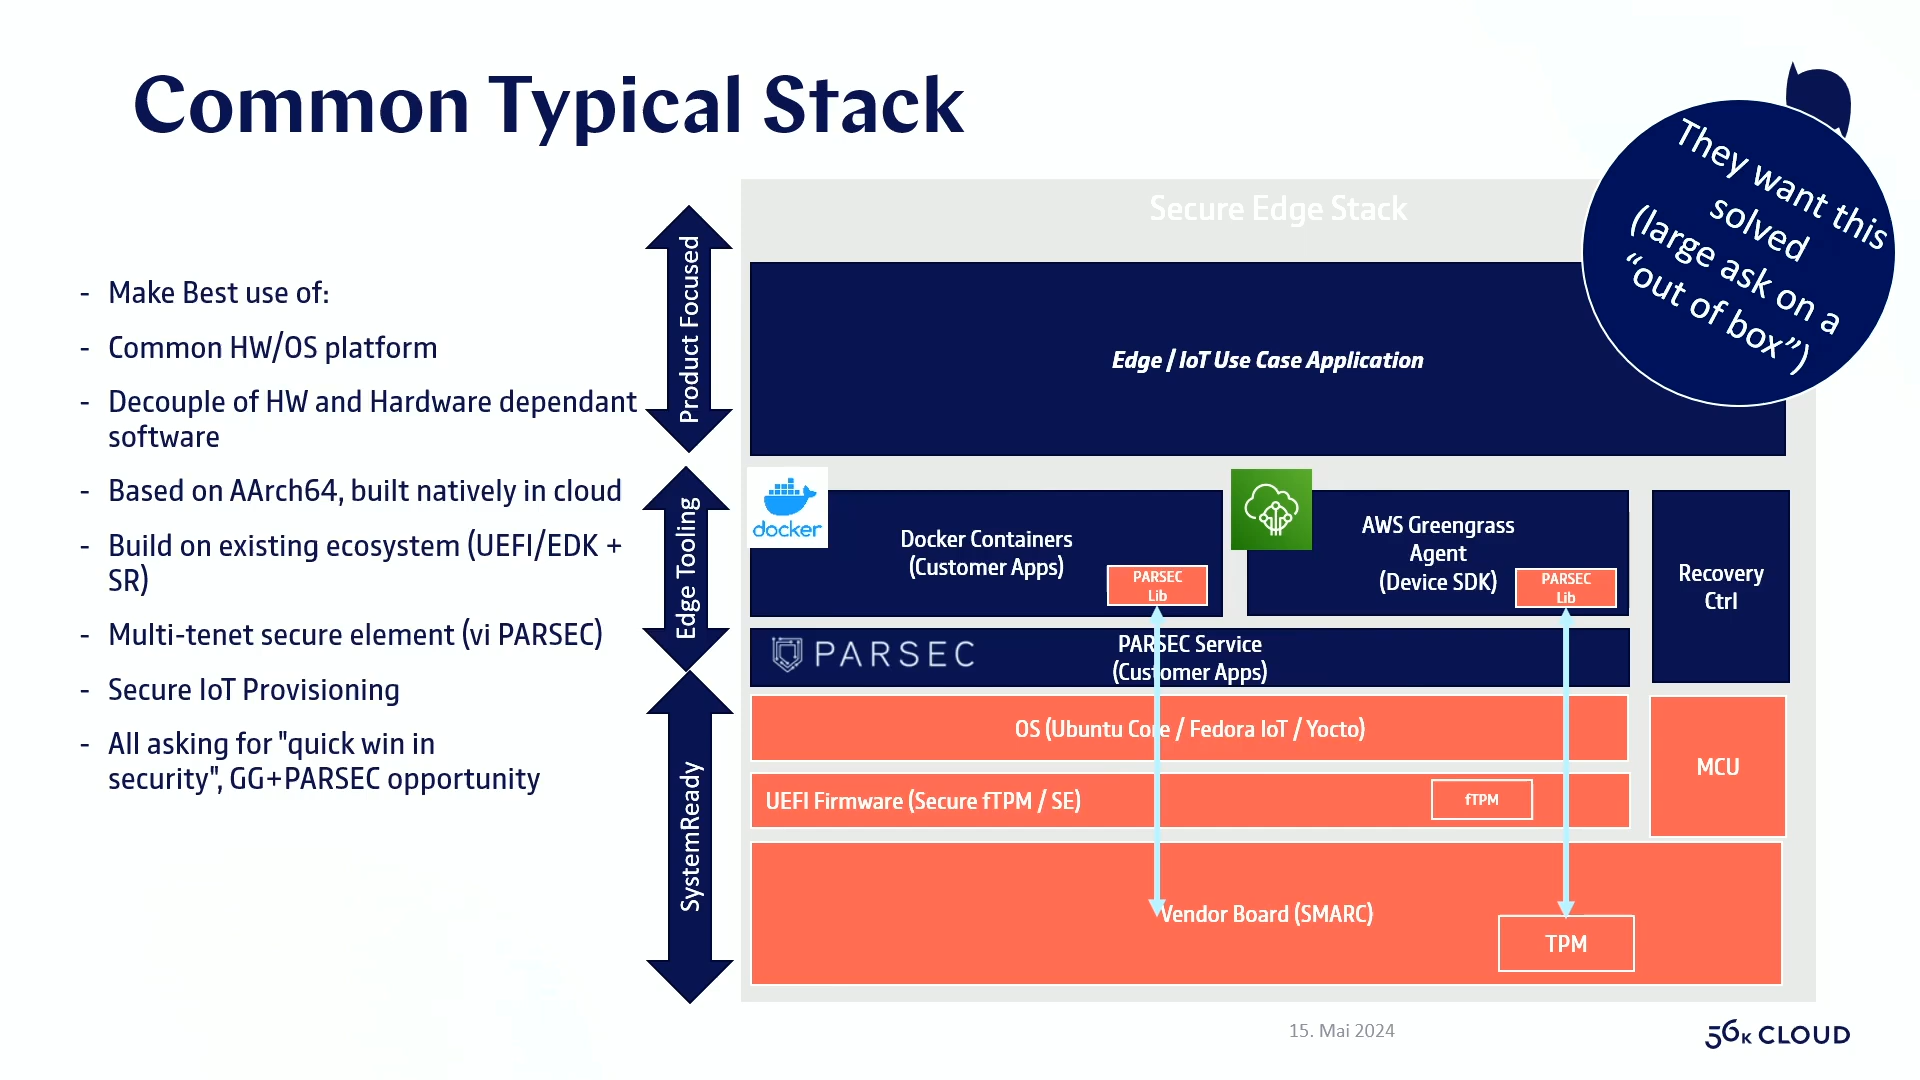 Common Typical Stack
They want this
solved
(large ask on a
“out of box”)
- Make Best use of:
- Common HW/OS platform
- Decouple of HW and Hardware dependant
software
- Based on AArch64, built natively in cloud
- Build on existing ecosystem (UEFI/EDK +
SR)
- Multi-tenet secure element (vi PARSEC)
- Secure IoT Provisioning
- All asking for "quick win in
security", GG+PARSEC opportunity
Product Focused
Edge Tooling
SystemReady
Secure Edge Stack
Edge / IoT Use Case Application
docker
Docker Containers
(Customer Apps)
PARSEC
Lib
AWS Greengrass
Agent
(Device SDK)
PARSEC
Lib
Recovery
Ctrl
PARSEC
PARSEC Service
(Customer Apps)
OS (Ubuntu Core / Fedora IoT / Yocto)
MCU
UEFI Firmware (Secure fTPM / SE)
fTPM
Vendor Board (SMARC)
TPM
15. Mai 2024
56K CLOUD